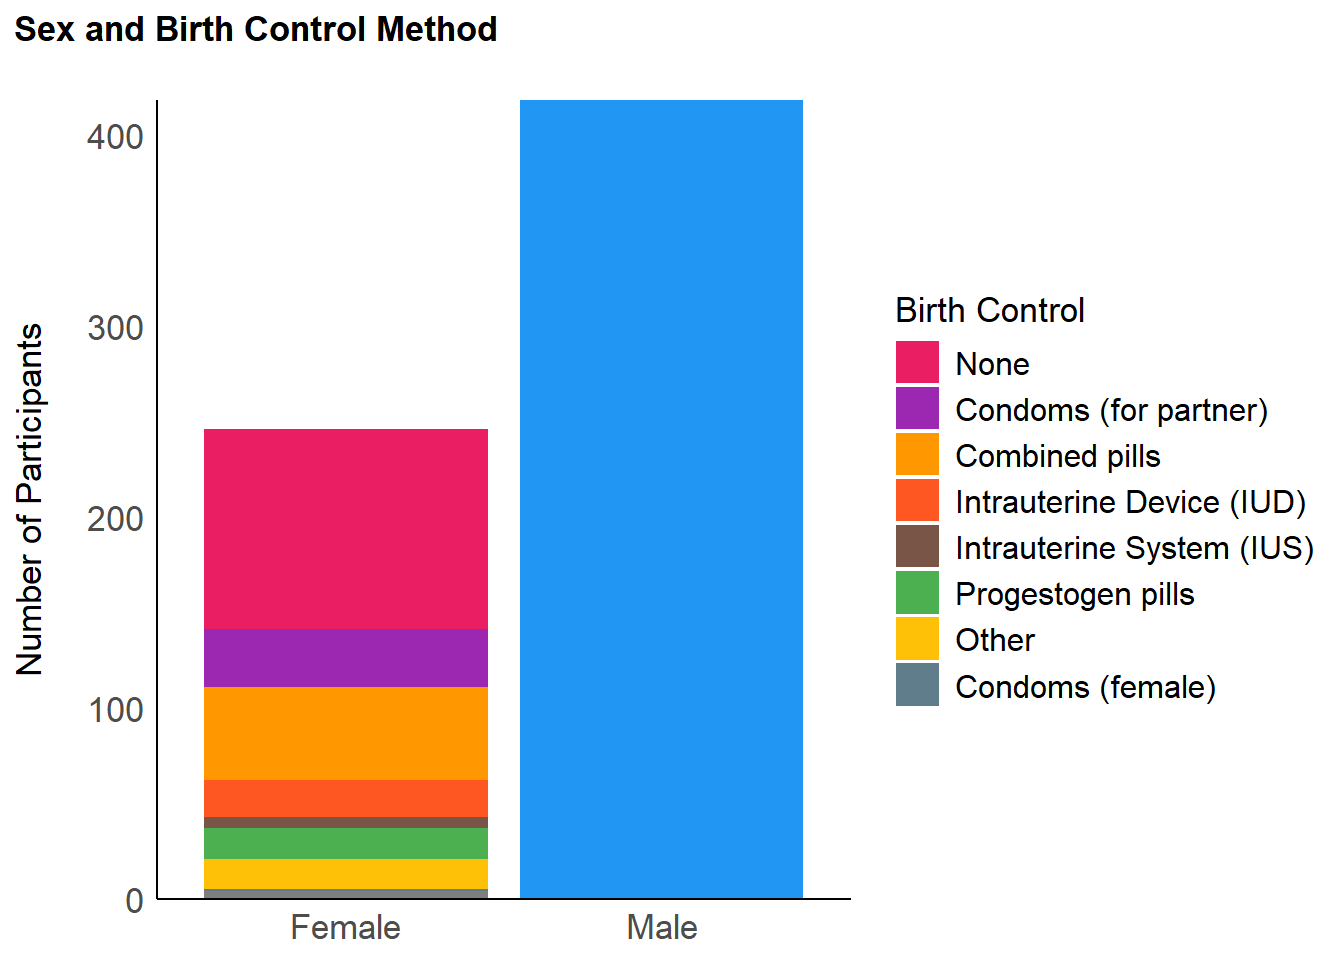 Sex and Birth Control Method
Number of Participants
400
300
200
100
0
Female
Male
Birth Control
None
Condoms (for partner)
Combined pills
Intrauterine Device (IUD)
Intrauterine System (IUS)
Progestogen pills
Other
Condoms (female)